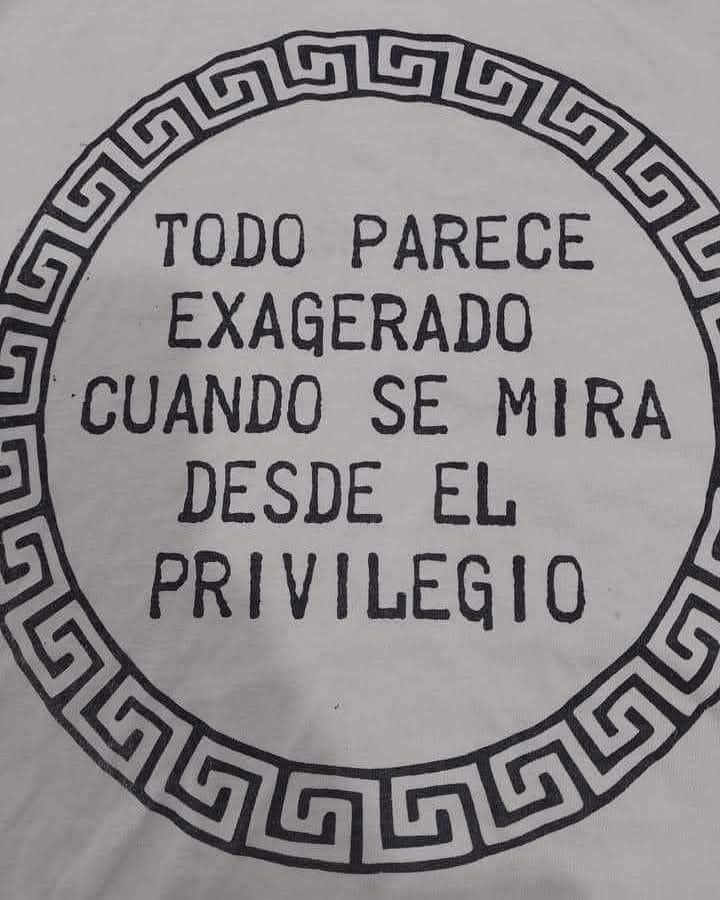 TODO PARECE
EXAGERADO
CUANDO SE MIRA
DESDE EL
PRIVILEGIO